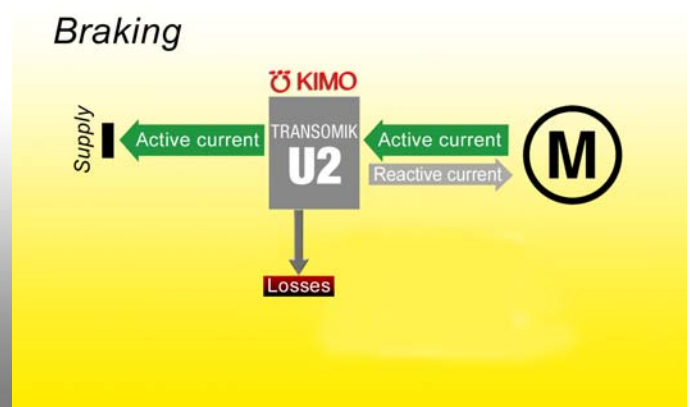 Braking
KIMO
Supply
Active current
TRANSOMIK
U2
Active current
Reactive current
M
Losses